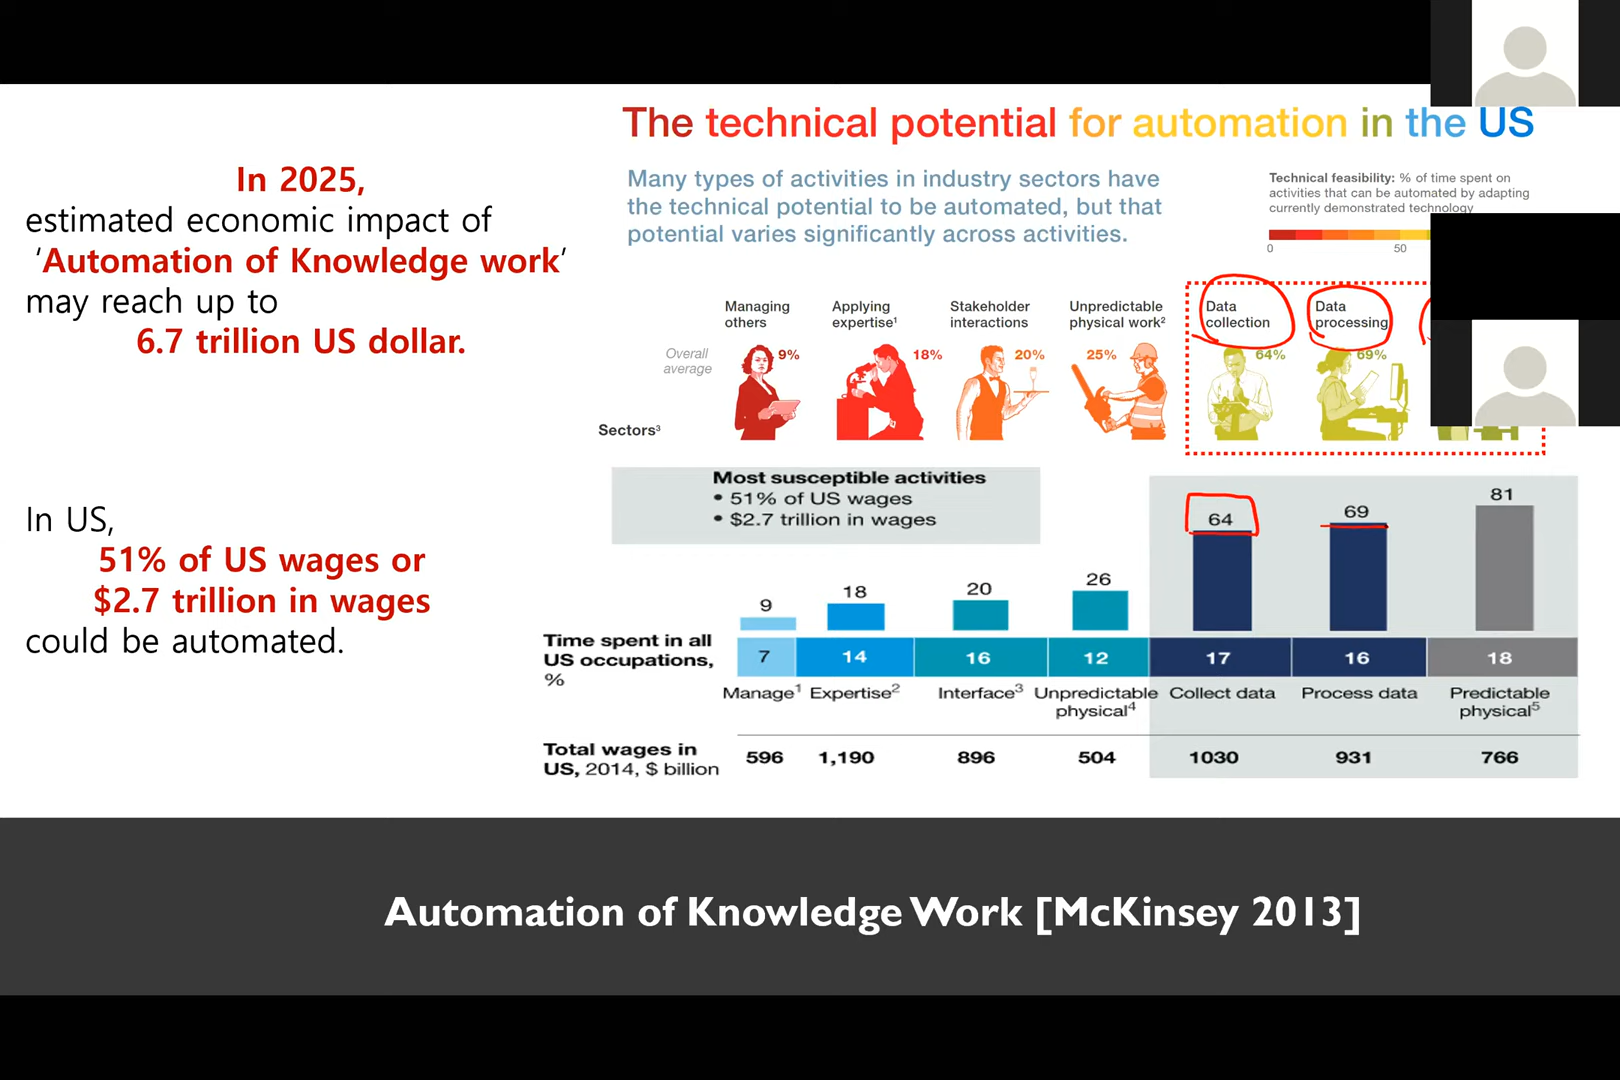 The technical potential for automation in the US
In 2025,
estimated economic impact of
‘Automation of Knowledge work‘
may reach up to
6.7 trillion US dollar.
In US,
51% of US wages or
$2.7 trillion in wages
could be automated.
Many types of activities in industry sectors have
the technical potential to be automated, but that
potential varies significantly across activities.
Technical feasibility: % of time spent on
activities that can be automated by adapting
currently demonstrated technology
0 50
Managing
others
Applying
expertise¹
Stakeholder
interactions
Unpredictable
physical work²
Data
collection
Data
processing
Overall
average
9% 18% 20% 25% 64% 69%
Sectors³
Most susceptible activities
• 51% of US wages
• $2.7 trillion in wages
9 18 20 26 64 69 81
Time spent in all
US occupations,
%
7 14 16 12 17 16 18
Manage¹ Expertise² Interface³ Unpredictable
physical⁴
Collect data Process data Predictable
physical⁵
Total wages in
US, 2014, $ billion
596 1,190 896 504 1030 931 766
Automation of Knowledge Work [McKinsey 2013]